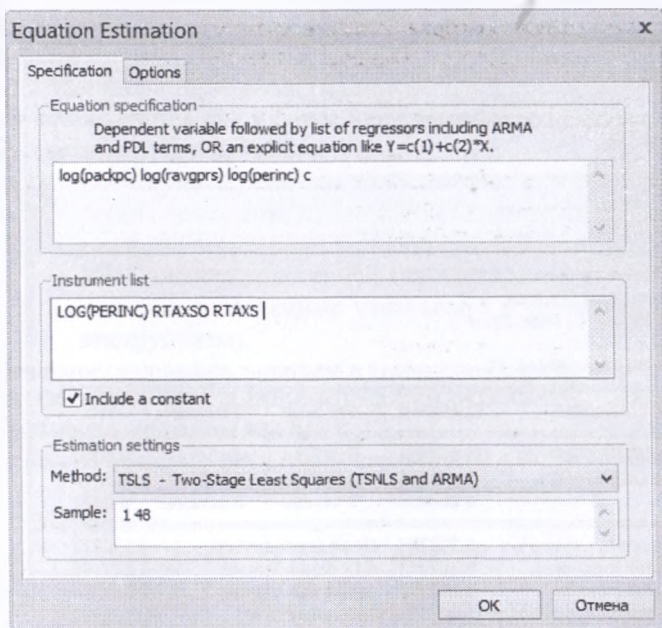 Equation Estimation x
Specification Options
Equation specification
Dependent variable followed by list of regressors including ARMA
and PDL terms, OR an explicit equation like Y=c(1)+c(2)*X.
log(packpc) log(ravgprs) log(perinc) c
Instrument list
LOG(PERINC) RTAXSO RTAXS
Include a constant
Estimation settings
Method: TSLS - Two-Stage Least Squares (TSNLS and ARMA)
Sample: 1 48
OK Отмена